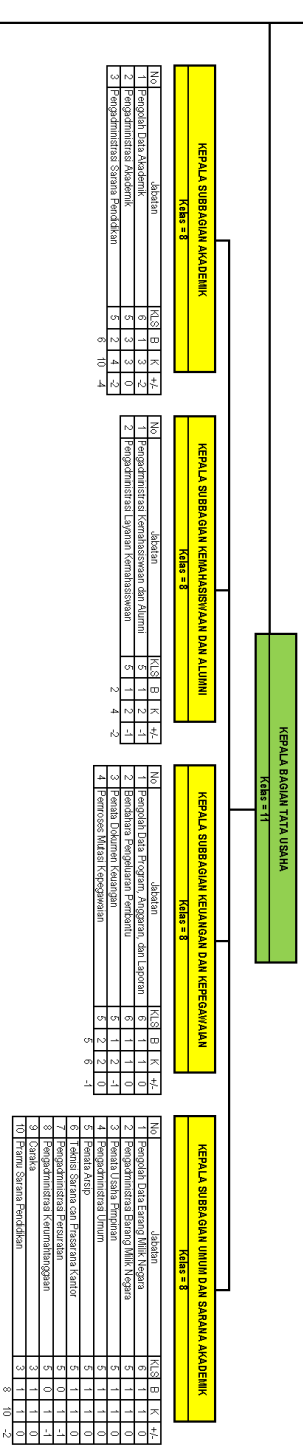 KEPALA BAGIAN TATA USAHA
Kelas = 11
KEPALA SUBBAGIAN AKADEMIK
Kelas = 8
No Jabatan KLS B K +/-
1 Pengolah Data Akademik 6 1 3 -2
2 Pengadministrasi Akademik 5 3 3 0
3 Pengadministrasi Sarana Pendidikan 5 2 4 -2
6 10 -4
KEPALA SUBBAGIAN KEMAHASISWAAN DAN ALUMNI
Kelas = 8
No Jabatan KLS B K +/-
1 Pengadministrasi Kemahasiswaan dan Alumni 5 1 2 -1
2 Pengadministrasi Layanan Kemahasiswaan 5 1 2 -1
2 4 -2
KEPALA SUBBAGIAN KEUANGAN DAN KEPEGAWAIAN
Kelas = 8
No Jabatan KLS B K +/-
1 Pengolah Data Program, Anggaran, dan Laporan 6 1 1 0
2 Bendahara Pengeluaran Pembantu 6 1 1 0
3 Penata Dokumen Keuangan 5 1 2 -1
4 Pemroses Mutasi Kepegawaian 5 2 2 0
5 6 -1
KEPALA SUBBAGIAN UMUM DAN SARANA AKADEMIK
Kelas = 8
No Jabatan KLS B K +/-
1 Pengolah Data Barang Milik Negara 6 1 1 0
2 Pengadministrasi Barang Milik Negara 5 1 1 0
3 Penata Usaha Pimpinan 5 1 1 0
4 Pengadministrasi Umum 5 1 1 0
5 Penata Arsip 5 1 1 0
6 Teknisi Sarana dan Prasarana Kantor 5 1 1 0
7 Pengadministrasi Persuratan 5 0 1 -1
8 Pengadministrasi Kerumahtanggaan 5 0 1 -1
9 Caraka 3 1 1 0
10 Pramu Sarana Pendidikan 3 1 1 0
8 10 -2